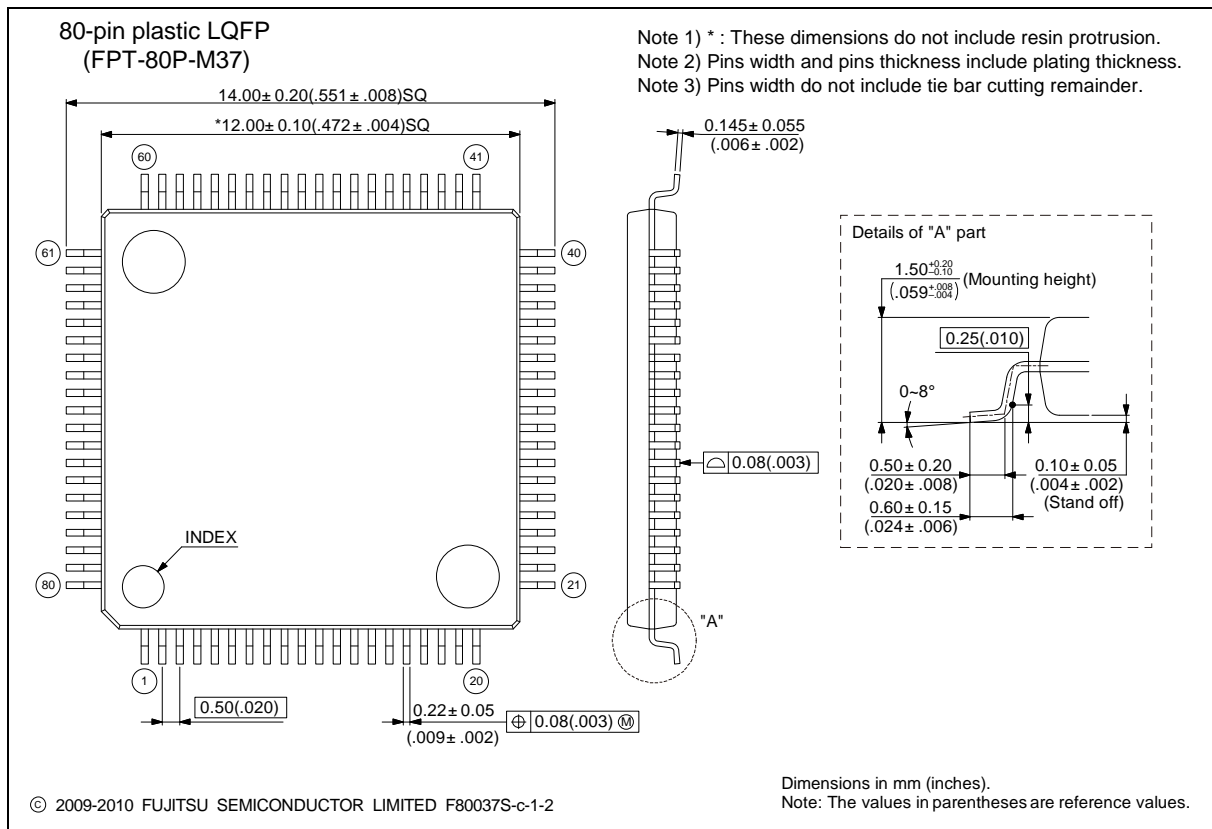 80-pin plastic LQFP
(FPT-80P-M37)
Note 1) * : These dimensions do not include resin protrusion.
Note 2) Pins width and pins thickness include plating thickness.
Note 3) Pins width do not include tie bar cutting remainder.
14.00±0.20(.551±.008)SQ
*12.00±0.10(.472±.004)SQ
0.145±0.055
(.006±.002)
60
41
61
40
Details of "A" part
1.50+0.20−0.10
(.059+.008−.004)
(Mounting height)
0.25(.010)
0~8°
0.08(.003)
0.50±0.20
(.020±.008)
0.10±0.05
(.004±.002)
(Stand off)
0.60±0.15
(.024±.006)
INDEX
80
21
"A"
1
20
0.50(.020)
0.22±0.05
(.009±.002)
⌖ 0.08(.003) Ⓜ
© 2009-2010 FUJITSU SEMICONDUCTOR LIMITED F80037S-c-1-2
Dimensions in mm (inches).
Note: The values in parentheses are reference values.